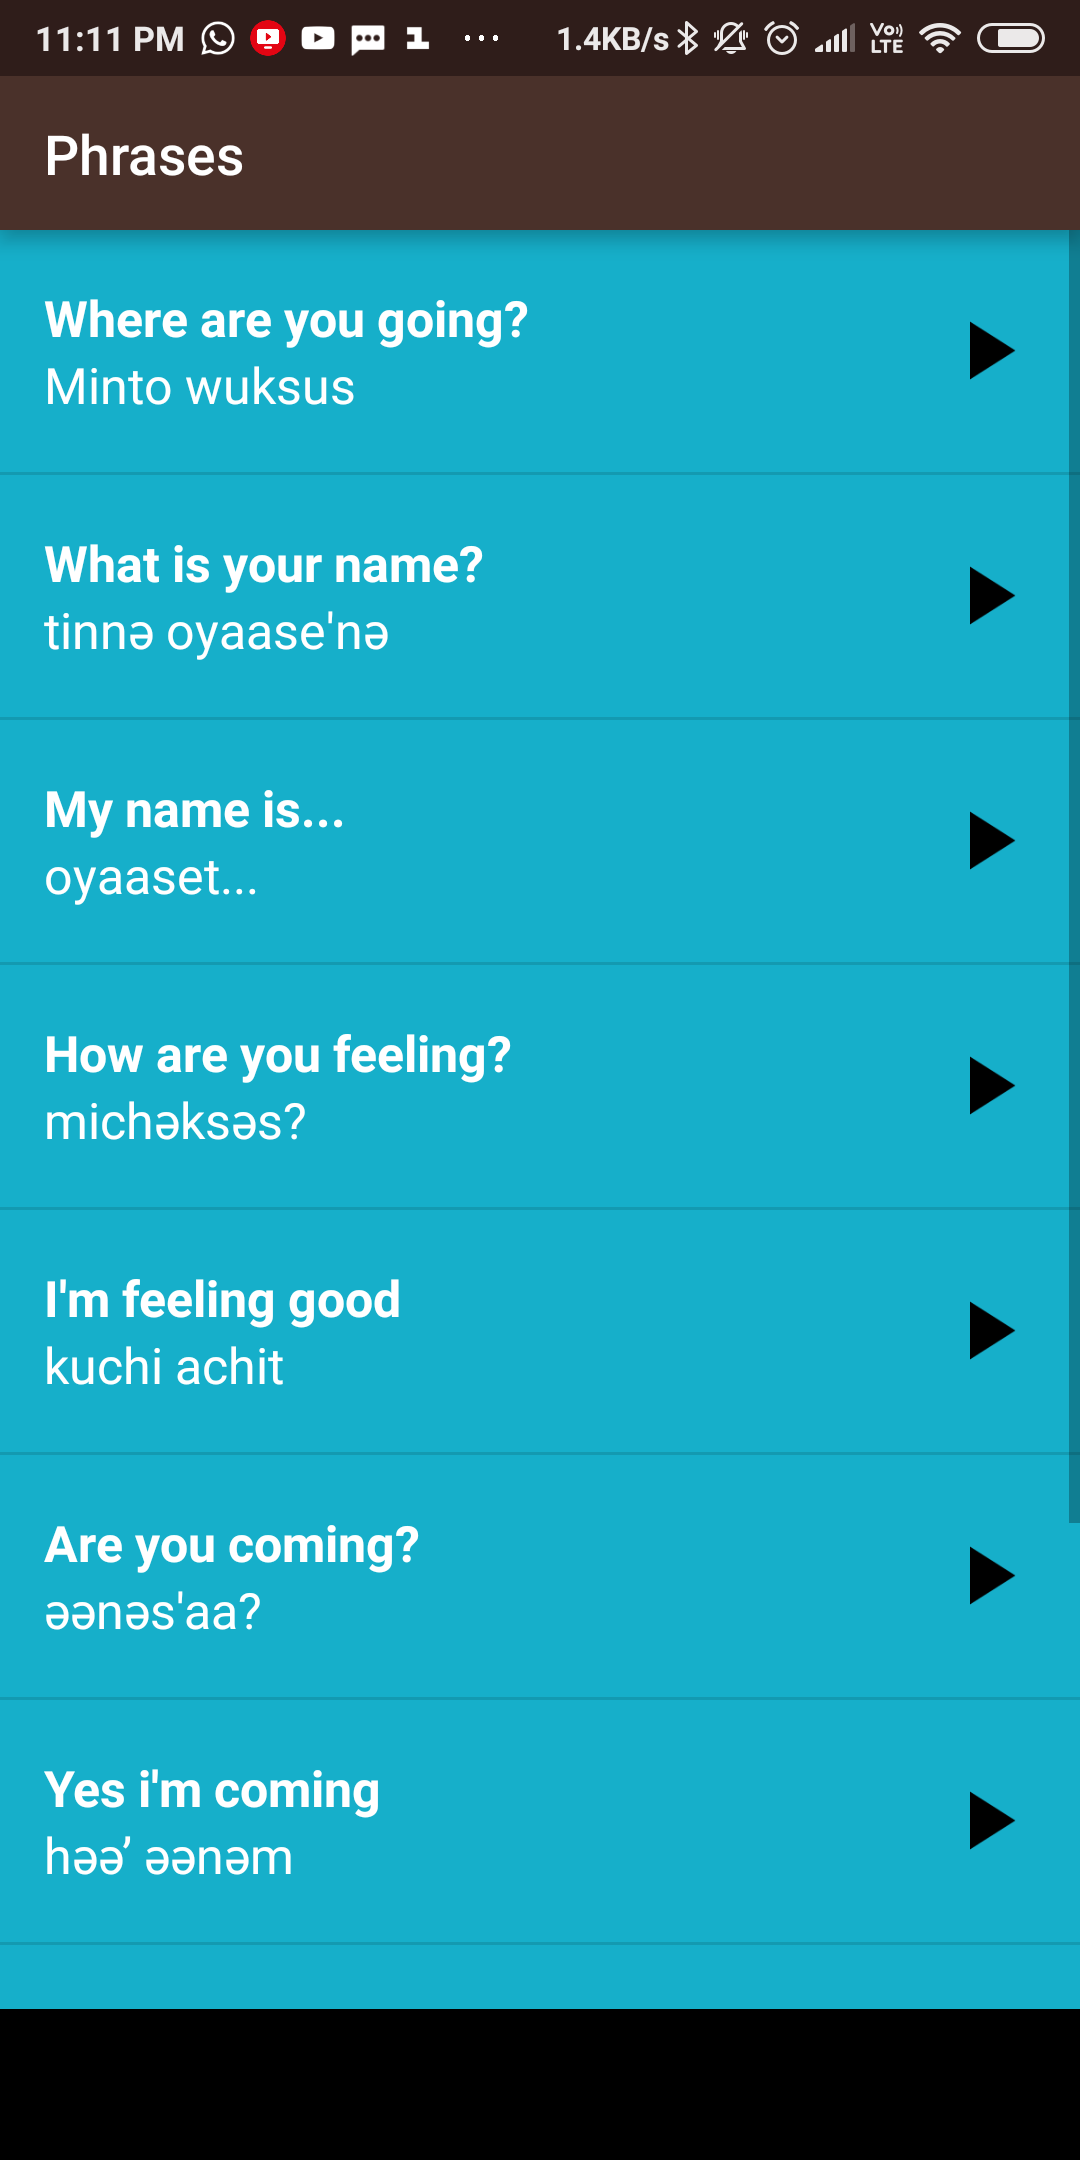 11:11 PM 1.4KB/s Vo) LTE
Phrases
Where are you going?
Minto wuksus
What is your name?
tinnə oyaase'nə
My name is...
oyaaset...
How are you feeling?
michəksəs?
I'm feeling good
kuchi achit
Are you coming?
əənəs'aa?
Yes i'm coming
həə’ əənəm